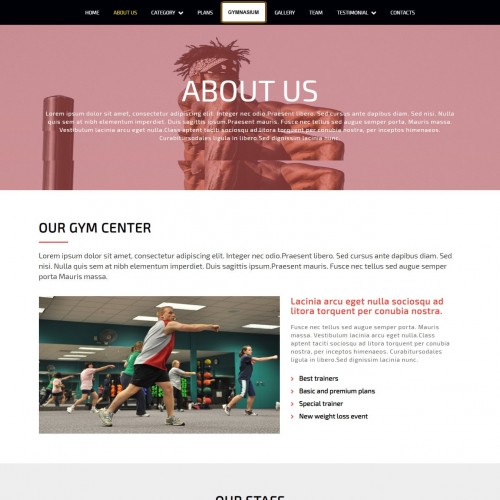 HOME ABOUT US CATEGORY PLANS GYMNASIUM GALLERY TEAM TESTIMONIAL CONTACTS
ABOUT US
Lorem ipsum dolor sit amet, consectetur adipiscing elit. Integer nec odio.Praesent libero. Sed cursus ante dapibus diam. Sed nisi.
Nulla quis sem at nibh elementum imperdiet. Duis sagittis ipsum.Praesent mauris. Fusce nec tellus sed augue semper porta. Mauris massa.
Vestibulum lacinia arcu eget nulla.Class aptent taciti sociosqu ad.litora torquent per conubia nostra, per inceptos himenaeos.
Curabitursodales ligula in libero.Sed dignissim lacinia nunc.
OUR GYM CENTER
Lorem ipsum dolor sit amet, consectetur adipiscing elit. Integer nec odio.Praesent libero. Sed cursus ante dapibus diam. Sed
nisi.Nulla quis sem at nibh elementum imperdiet. Duis sagittis ipsum.Praesent mauris. Fusce nec tellus sed augue semper porta
Mauris massa.
Lacinia arcu eget nulla sociosqu ad
litora torquent per conubia nostra.
Fusce nec tellus sed augue semper porta. Mauris
massa. Vestibulum lacinia arcu eget nulla.Class
aptent taciti sociosqu ad litora torquent per conubia
nostra, per inceptos himenaeos. Curabitursodales
ligula in libero.Sed dignissim lacinia nunc.
Best trainers
Basic and premium plans
Special trainer
New weight loss event
OUR STAFF